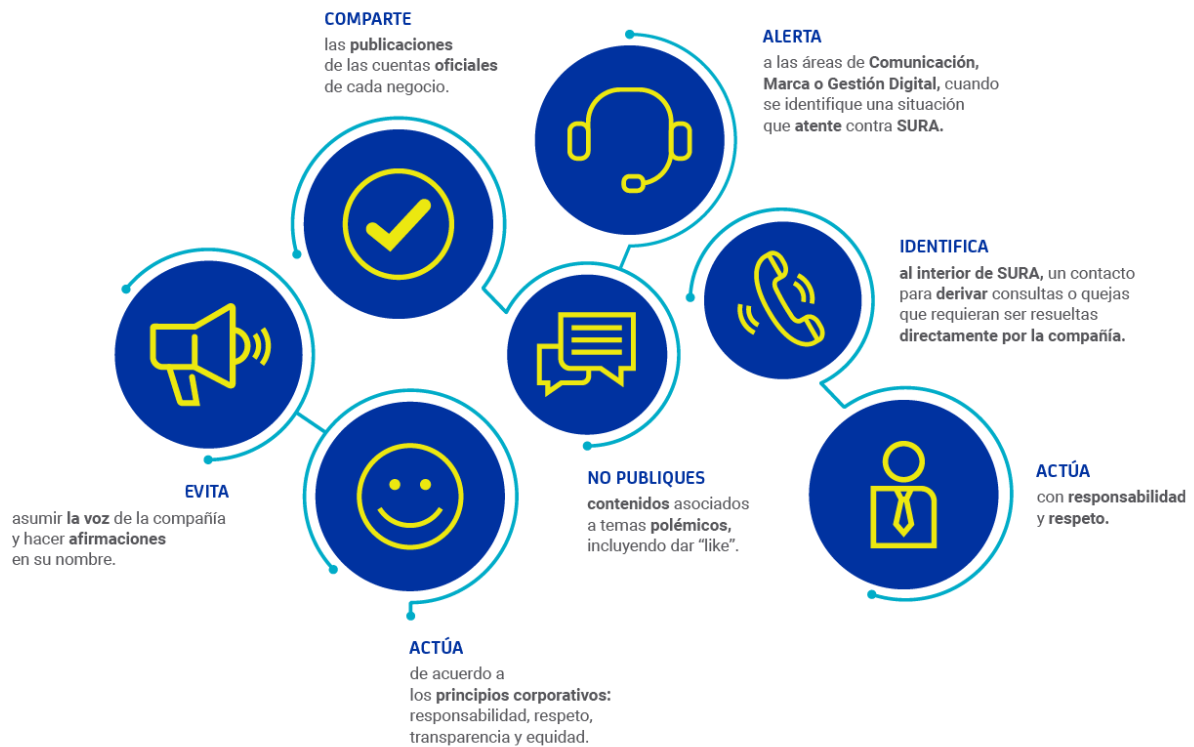 COMPARTE
las publicaciones
de las cuentas oficiales
de cada negocio.
ALERTA
a las áreas de Comunicación,
Marca o Gestión Digital, cuando
se identifique una situación
que atente contra SURA.
IDENTIFICA
al interior de SURA, un contacto
para derivar consultas o quejas
que requieran ser resueltas
directamente por la compañía.
EVITA
asumir la voz de la compañía
y hacer afirmaciones
en su nombre.
NO PUBLIQUES
contenidos asociados
a temas polémicos,
incluyendo dar “like”.
ACTÚA
con responsabilidad
y respeto.
ACTÚA
de acuerdo a
los principios corporativos:
responsabilidad, respeto,
transparencia y equidad.